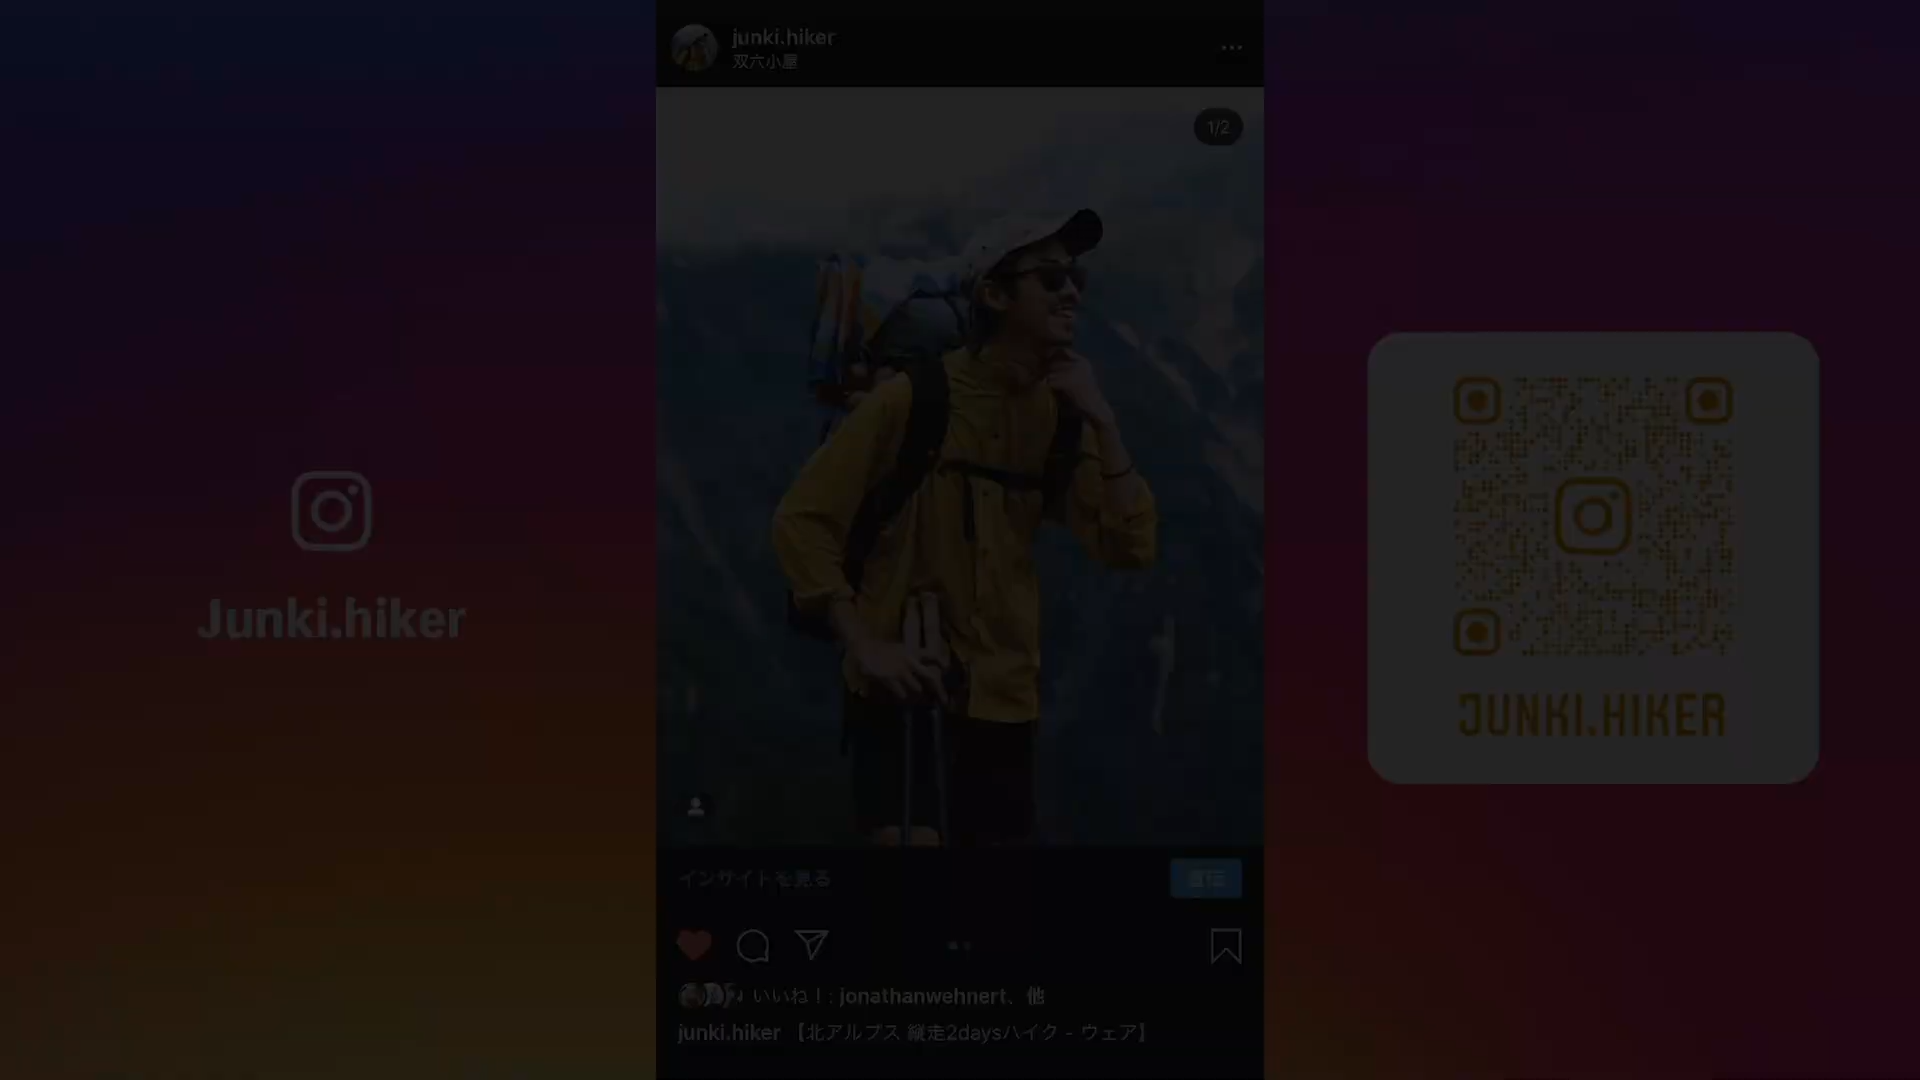 junki.hiker
双六小屋
1/2
Junki.hiker
JUNKI.HIKER
インサイトを見る
宣伝
いいね！: jonathanwehnert、他
junki.hiker 【北アルプス 縦走2daysハイク - ウェア】